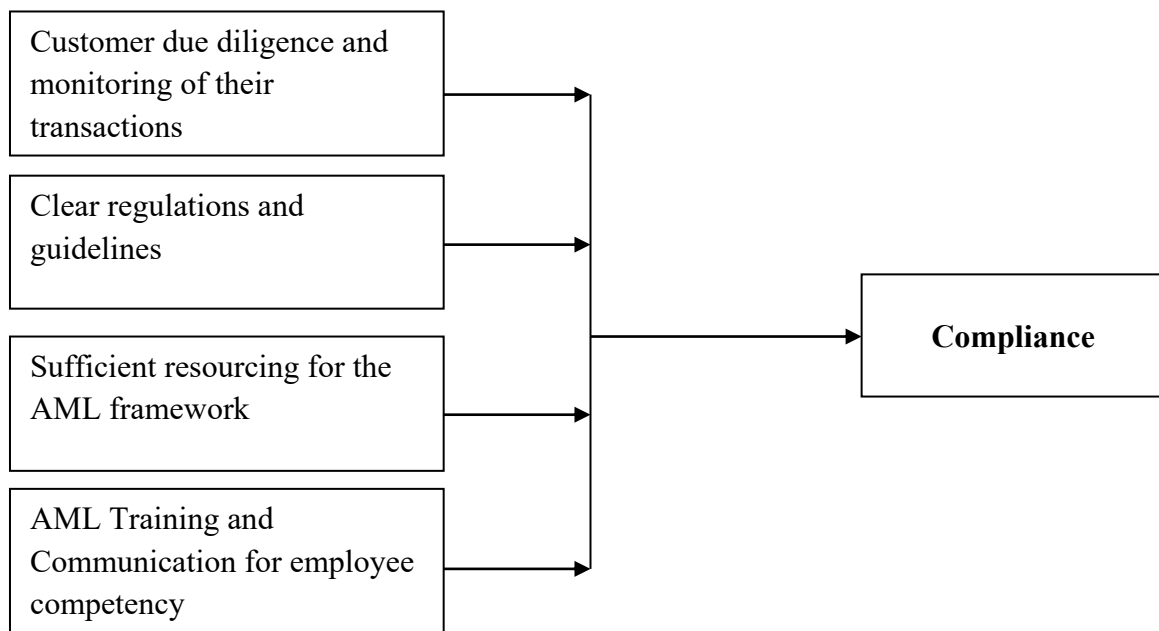 Customer due diligence and
monitoring of their
transactions
Clear regulations and
guidelines
Sufficient resourcing for the
AML framework
AML Training and
Communication for employee
competency
Compliance